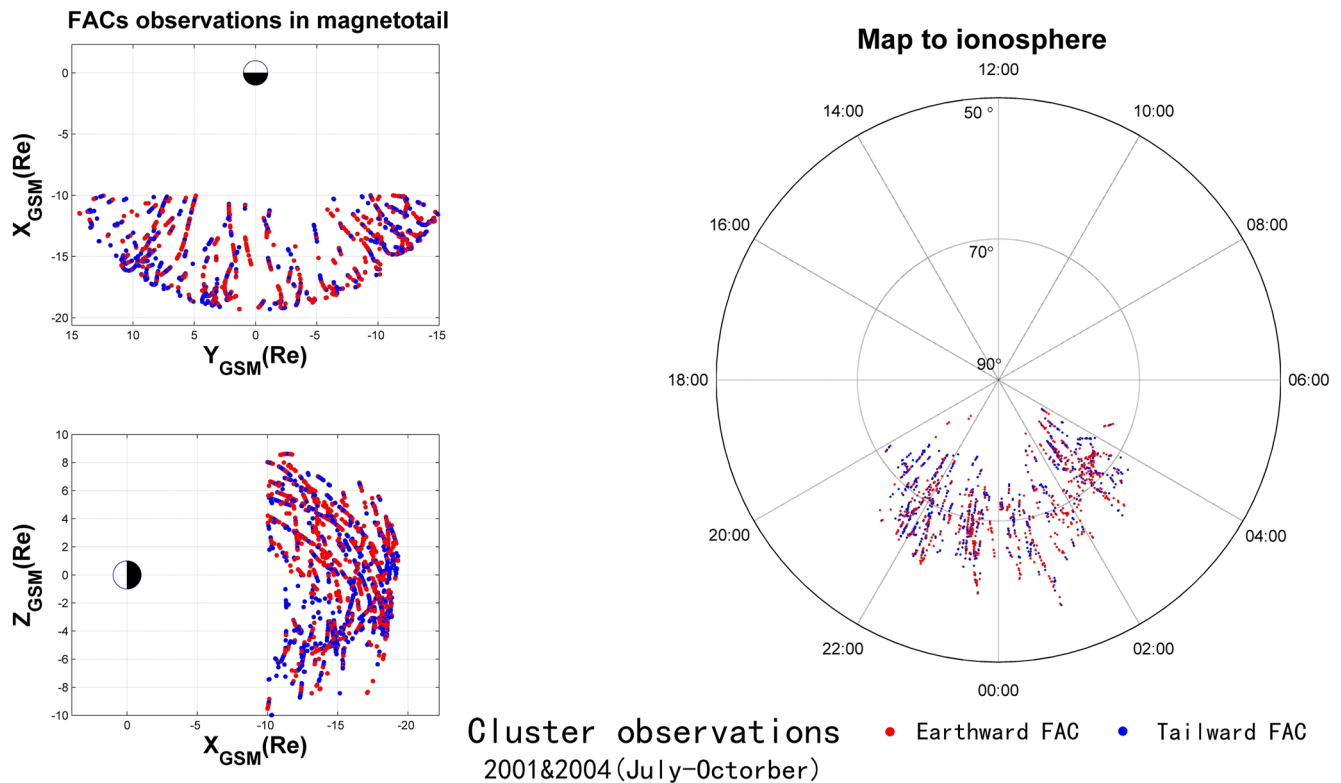 FACs observations in magnetotail
X_GSM(Re)
0
-5
-10
-15
-20
15 10 5 0 -5 -10 -15
Y_GSM(Re)
Z_GSM(Re)
10
8
6
4
2
0
-2
-4
-6
-8
-10
0 -5 -10 -15 -20
X_GSM(Re)
Map to ionosphere
12:00
14:00
10:00
50 °
16:00
08:00
70°
90°
18:00
06:00
20:00
04:00
22:00
02:00
00:00
Cluster observations
2001&2004(July-Octorber)
Earthward FAC
Tailward FAC